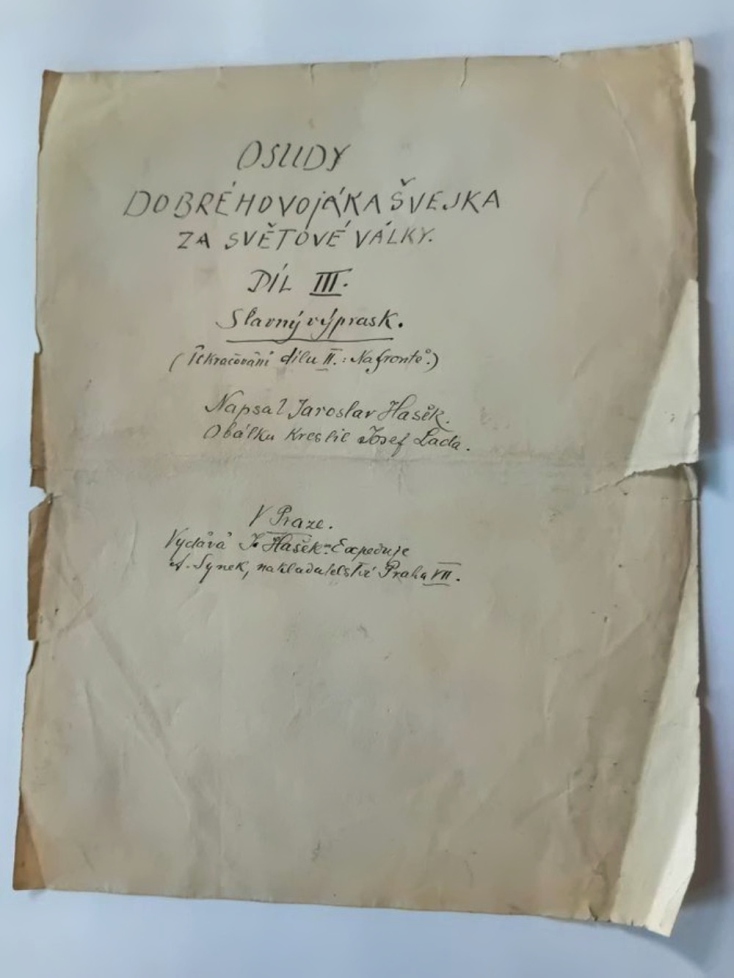 OSUDY
DOBRÉHO VOJÁKA ŠVEJKA
ZA SVĚTOVÉ VÁLKY.
DÍL III.
Slavný výprask.
( dílu II.: Na frontě.)
Napsal Jaroslav Hašek.
Obálku kreslil Josef Lada.
V Praze.
Vydává J. Hašek - Expeduje
A. Synek, nakladatelství Praha VII.